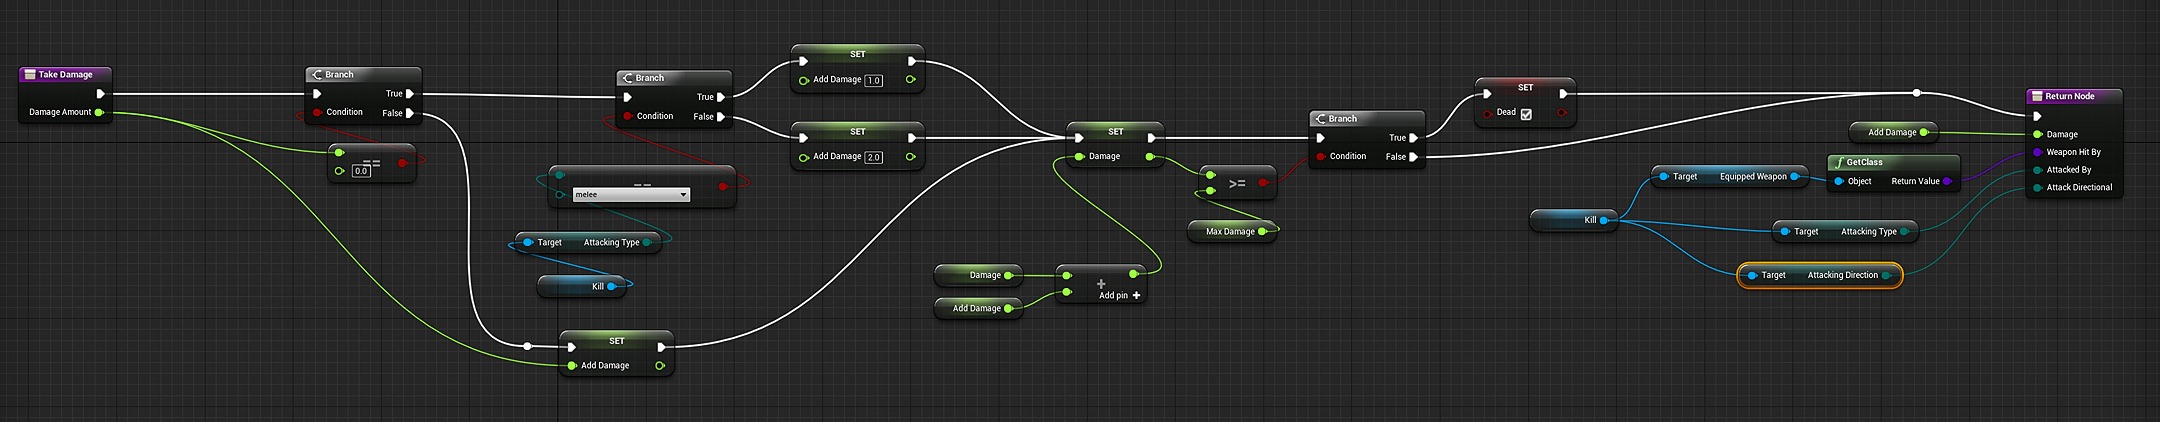 Take Damage
Damage Amount
Branch
True
Condition
False
==
0.0
Branch
True
Condition
False
==
melee
Target Attacking Type
Kill
SET
Add Damage
SET
Add Damage 1.0
SET
Add Damage 2.0
SET
Damage
Damage
Add Damage
+
Add pin +
>=
Max Damage
Branch
True
Condition
False
SET
Dead
Kill
Target Equipped Weapon
f GetClass
Object Return Value
Target Attacking Type
Target Attacking Direction
Add Damage
Return Node
Damage
Weapon Hit By
Attacked By
Attack Directional